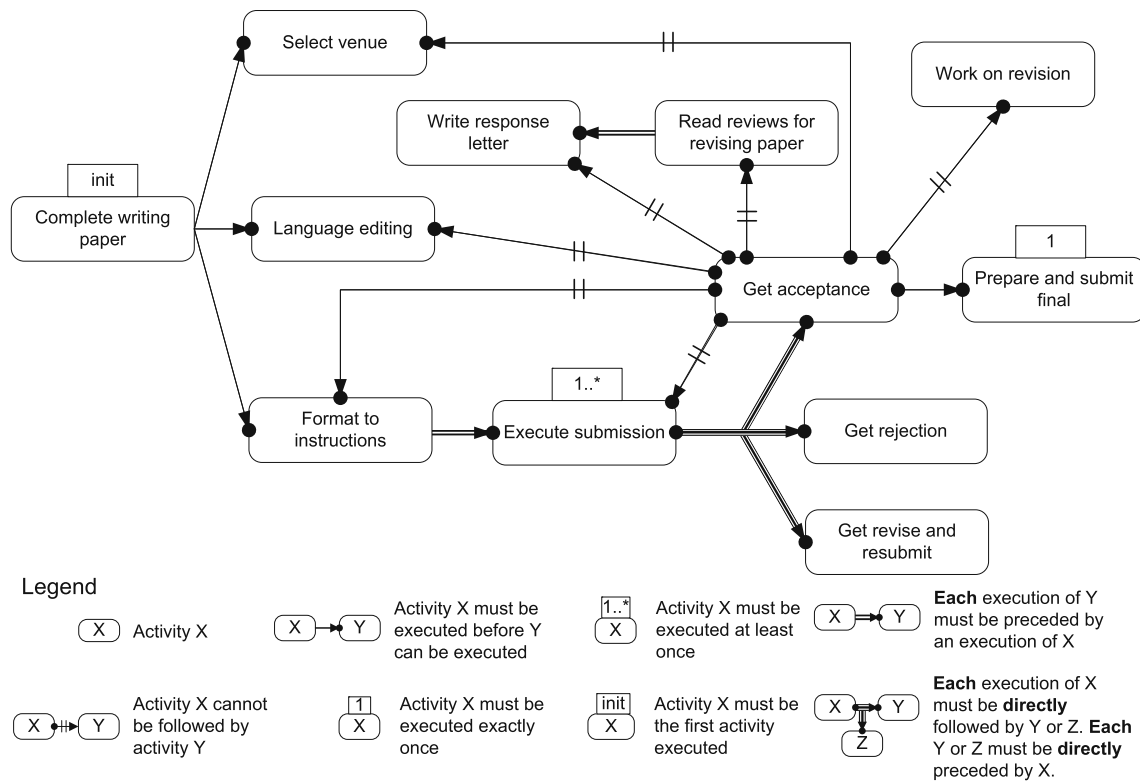 Select venue
Work on revision
Write response
letter
Read reviews for
revising paper
init
Complete writing
paper
Language editing
1
Get acceptance
Prepare and submit
final
1..*
Format to
instructions
Execute submission
Get rejection
Get revise and
resubmit
Legend
X
Activity X
X
Y
Activity X must be
executed before Y
can be executed
1..*
X
Activity X must be
executed at least
once
X
Y
Each execution of Y
must be preceded by
an execution of X
X
Y
Activity X cannot
be followed by
activity Y
1
X
Activity X must be
executed exactly
once
init
X
Activity X must be
the first activity
executed
X
Y
Z
Each execution of X
must be directly
followed by Y or Z. Each
Y or Z must be directly
preceded by X.